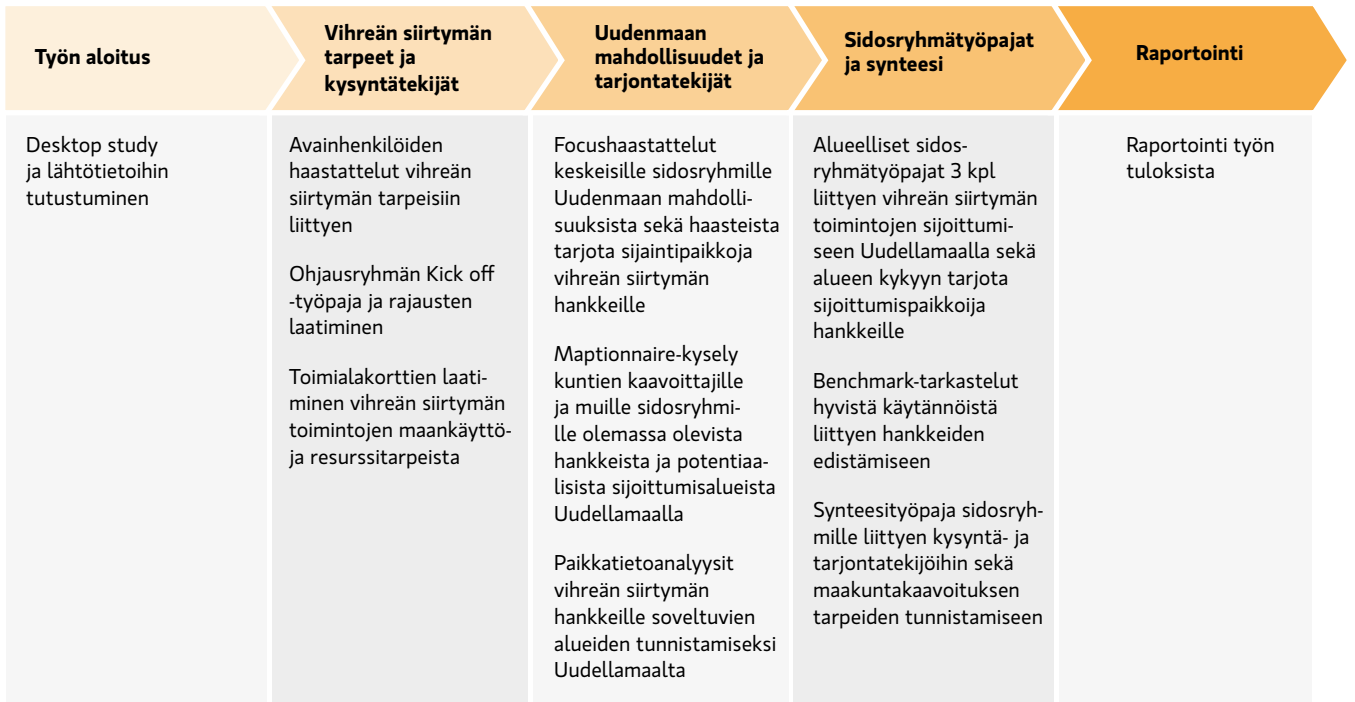 Työn aloitus
Vihreän siirtymän
tarpeet ja
kysyntätekijät
Uudenmaan
mahdollisuudet ja
tarjontatekijät
Sidosryhmätyöpajat
ja synteesi
Raportointi
Desktop study
ja lähtötietoihin
tutustuminen
Avainhenkilöiden
haastattelut vihreän
siirtymän tarpeisiin
liittyen
Ohjausryhmän Kick off
-työpaja ja rajausten
laatiminen
Toimialakorttien laati-
minen vihreän siirtymän
toimintojen maankäyttö-
ja resurssitarpeista
Focushaastattelut
keskeisille sidosryhmille
Uudenmaan mahdolli-
suuksista sekä haasteista
tarjota sijaintipaikkoja
vihreän siirtymän
hankkeille
Maptionnaire-kysely
kuntien kaavoittajille
ja muille sidosryhmi-
lle olemassa olevista
hankkeista ja potentiaa-
lisista sijoittumisalueista
Uudellamaalla
Paikkatietoanalyysit
vihreän siirtymän
hankkeille soveltuvien
alueiden tunnistamiseksi
Uudellamaalta
Alueelliset sidos-
ryhmätyöpajat 3 kpl
liittyen vihreän siirtymän
toimintojen sijoittumi-
seen Uudellamaalla sekä
alueen kykyyn tarjota
sijoittumispaikkoija
hankkeille
Benchmark-tarkastelut
hyvistä käytännöistä
liittyen hankkeiden
edistämiseen
Synteesityöpaja sidosryh-
mille liittyen kysyntä- ja
tarjontatekijöihin sekä
maakuntakaavoituksen
tarpeiden tunnistamiseen
Raportointi työn
tuloksista